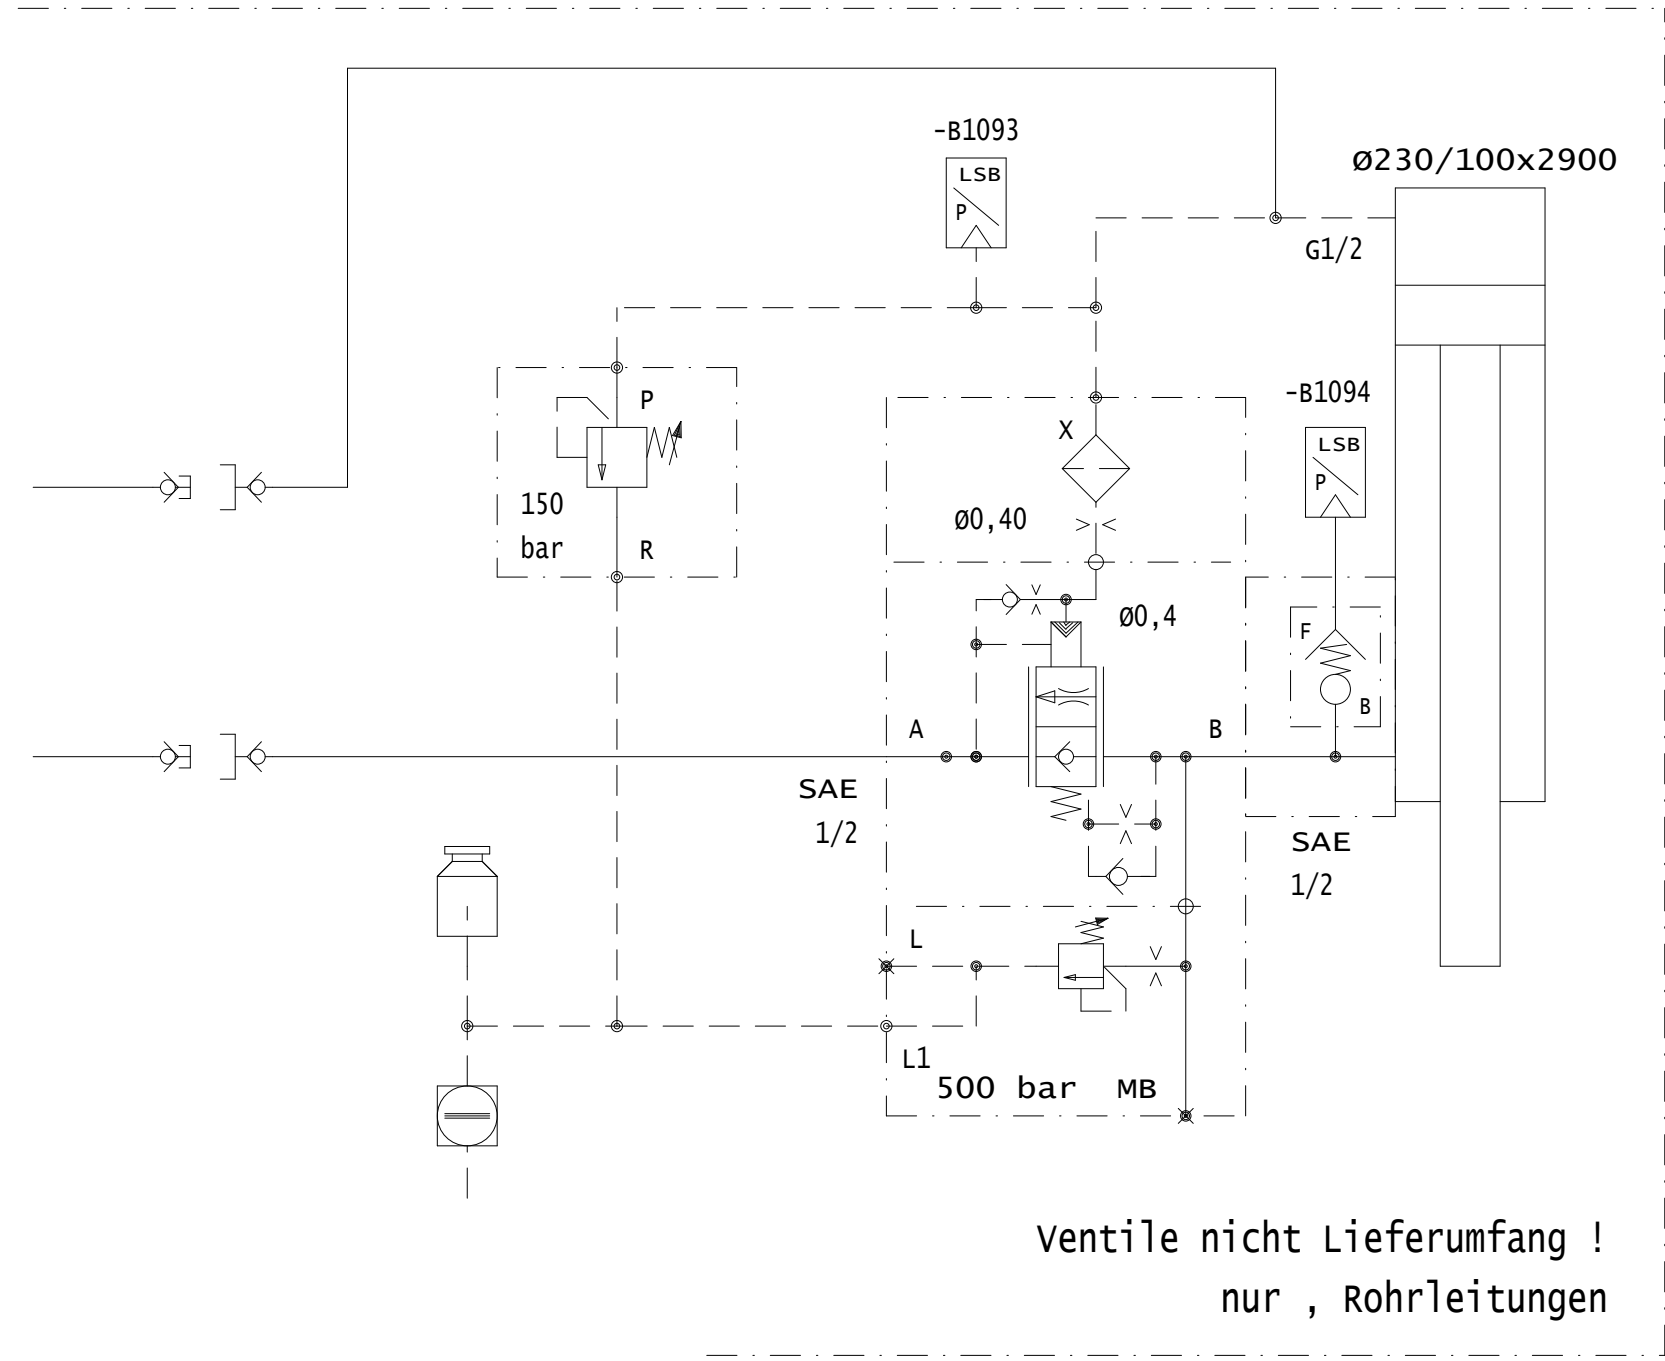 -B1093
LSB
P
Ø230/100x2900
G1/2
-B1094
LSB
P
P
150
bar
R
X
Ø0,40
Ø0,4
F
B
A
B
SAE
1/2
SAE
1/2
L
L1
500 bar MB
Ventile nicht Lieferumfang !
nur , Rohrleitungen